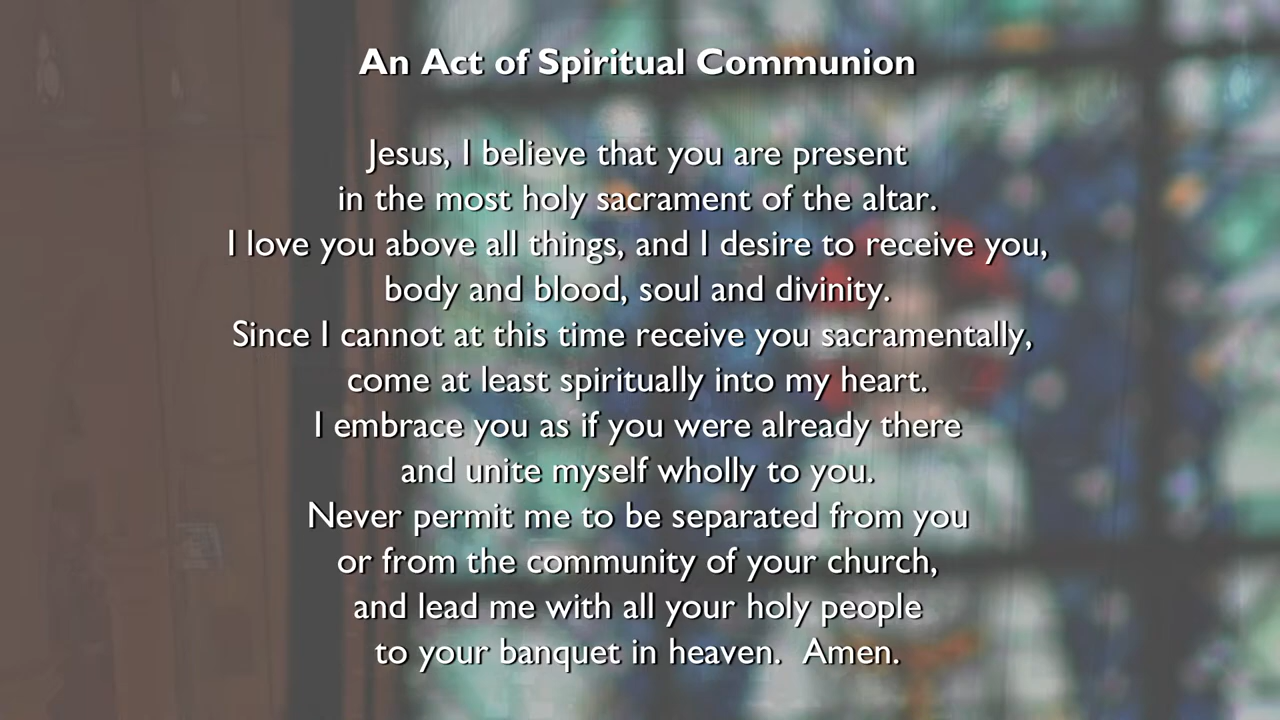 An Act of Spiritual Communion
Jesus, I believe that you are present
in the most holy sacrament of the altar.
I love you above all things, and I desire to receive you,
body and blood, soul and divinity.
Since I cannot at this time receive you sacramentally,
come at least spiritually into my heart.
I embrace you as if you were already there
and unite myself wholly to you.
Never permit me to be separated from you
or from the community of your church,
and lead me with all your holy people
to your banquet in heaven.  Amen.